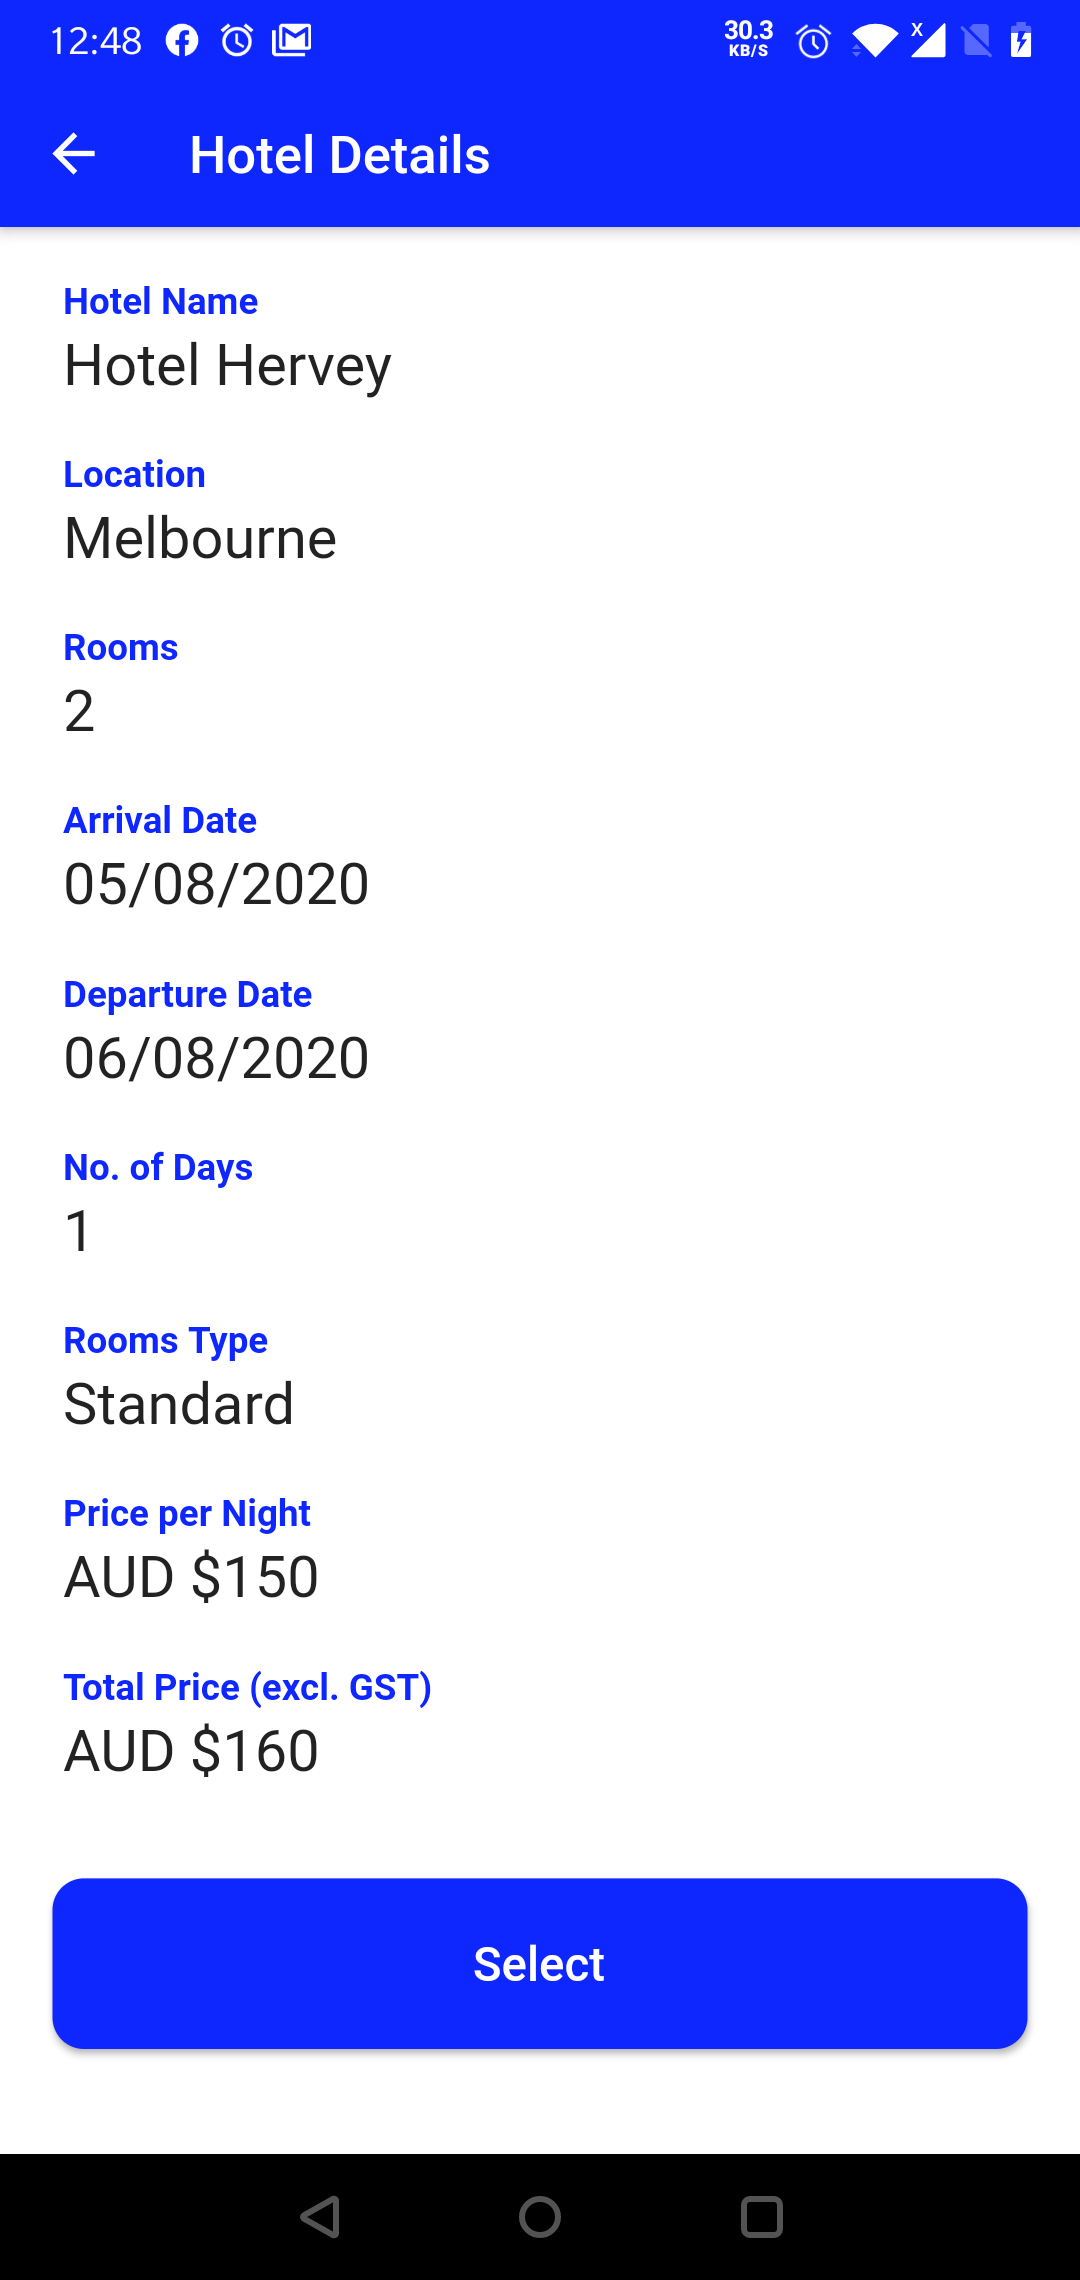 12:48
30.3
KB/S
X
Hotel Details
Hotel Name
Hotel Hervey
Location
Melbourne
Rooms
2
Arrival Date
05/08/2020
Departure Date
06/08/2020
No. of Days
1
Rooms Type
Standard
Price per Night
AUD $150
Total Price (excl. GST)
AUD $160
Select